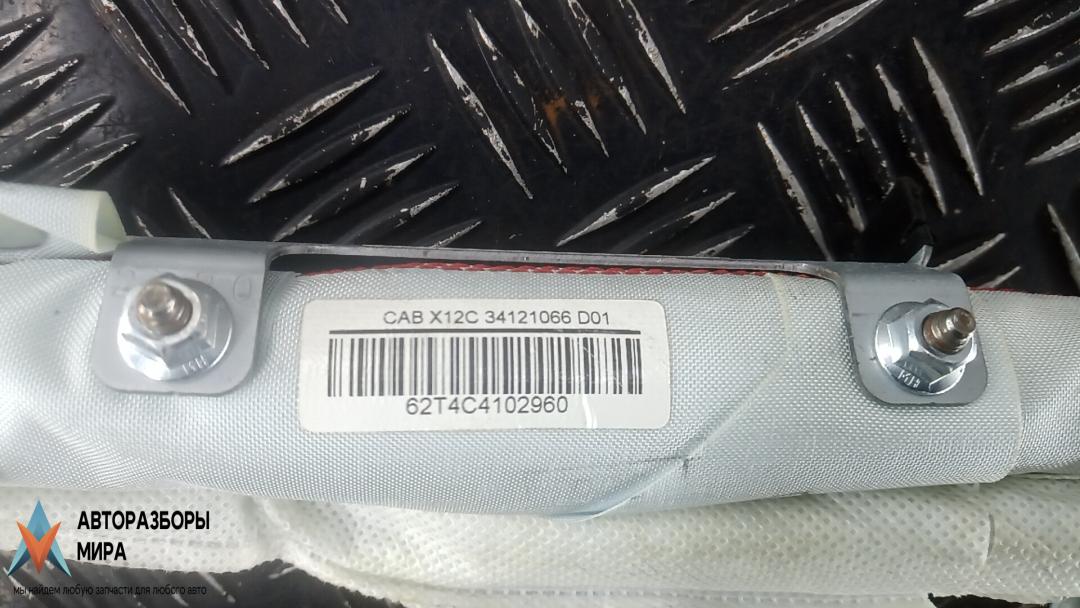 CAB X12C 34121066 D01
62T4C4102960
АВТОРАЗБОРЫ
МИРА
мы найдем любую запчасти для любого авто